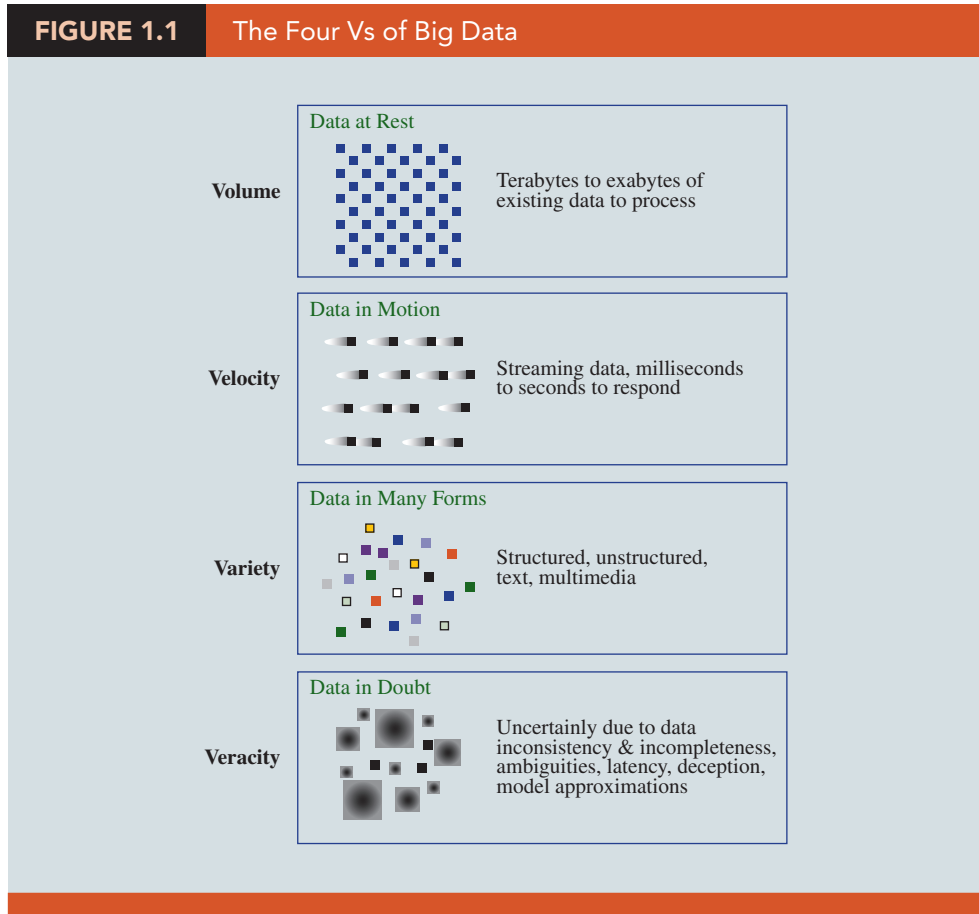 FIGURE 1.1
The Four Vs of Big Data
Volume
Data at Rest
Terabytes to exabytes of
existing data to process
Velocity
Data in Motion
Streaming data, milliseconds
to seconds to respond
Variety
Data in Many Forms
Structured, unstructured,
text, multimedia
Veracity
Data in Doubt
Uncertainly due to data
inconsistency & incompleteness,
ambiguities, latency, deception,
model approximations